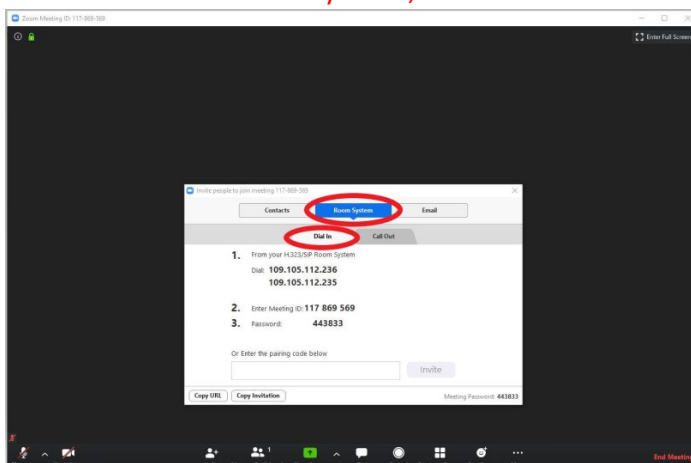 Zoom Meeting ID: 117-869-569
Enter Full Screen
Invite people to join meeting 117-869-569
Contacts Room System Email
Dial In Call Out
1. From your H.323/SIP Room System
Dial: 109.105.112.236
109.105.112.235
2. Enter Meeting ID: 117 869 569
3. Password: 443833
Or Enter the pairing code below
Invite
Copy URL Copy Invitation Meeting Password: 443833
1
End Meeting